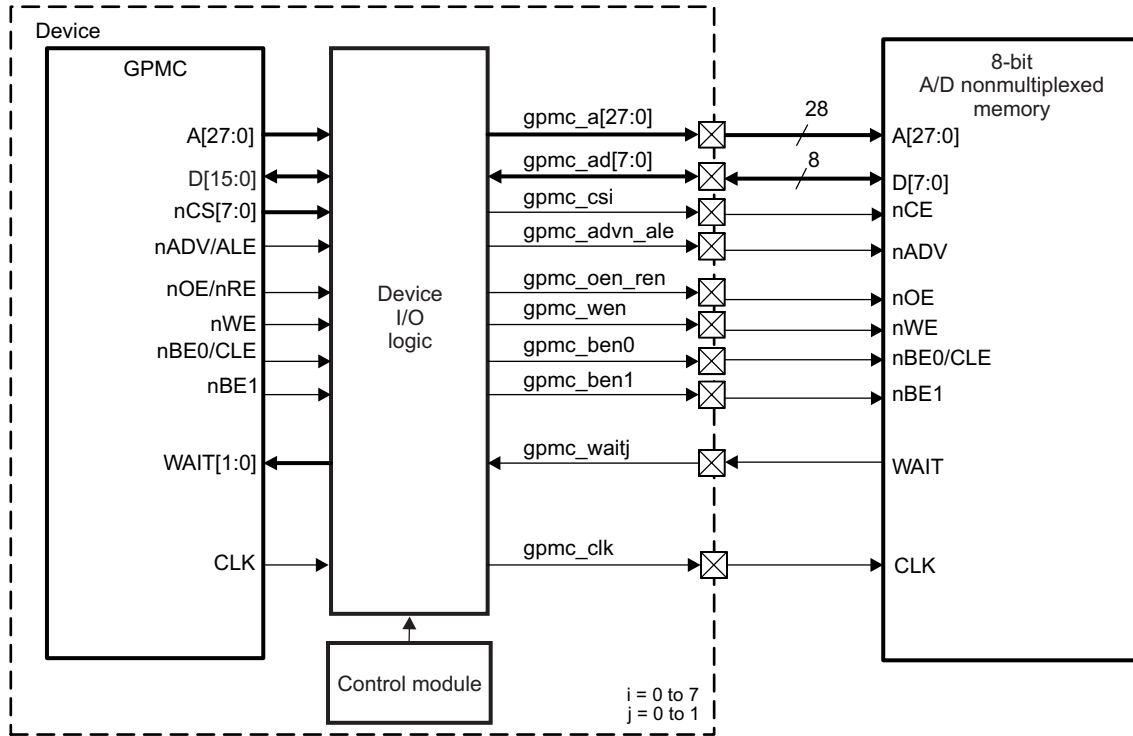 Device
GPMC
8-bit
A/D nonmultiplexed
memory
A[27:0]
gpmc_a[27:0]
28
A[27:0]
D[15:0]
gpmc_ad[7:0]
8
D[7:0]
nCS[7:0]
gpmc_csi
nCE
nADV/ALE
gpmc_advn_ale
nADV
nOE/nRE
gpmc_oen_ren
nOE
Device
I/O
logic
nWE
gpmc_wen
nWE
nBE0/CLE
gpmc_ben0
nBE0/CLE
nBE1
gpmc_ben1
nBE1
WAIT[1:0]
gpmc_waitj
WAIT
CLK
gpmc_clk
CLK
Control module
i = 0 to 7
j = 0 to 1